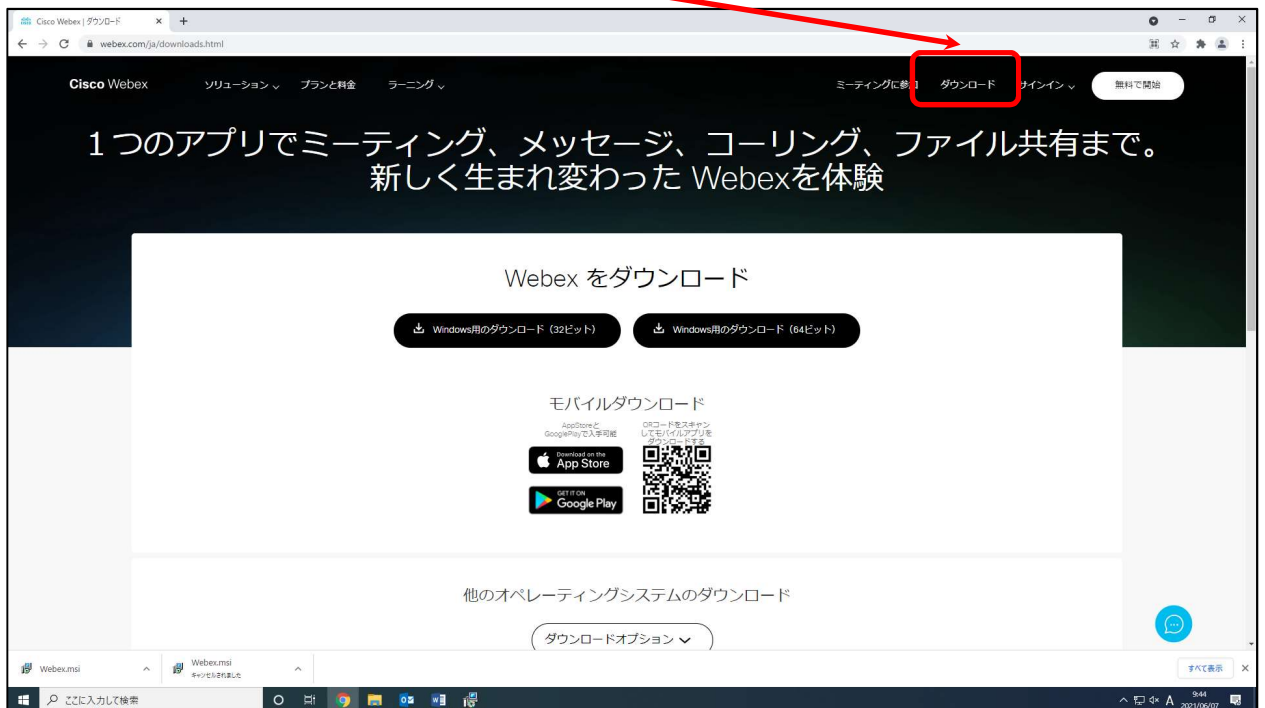 Cisco Webex | ダウンロード
webex.com/ja/downloads.html
Cisco Webex ソリューション プランと料金 ラーニング ミーティングに参加 ダウンロード サインイン 無料で開始
1つのアプリでミーティング、メッセージ、コーリング、ファイル共有まで。
新しく生まれ変わった Webexを体験
Webex をダウンロード
Windows用のダウンロード（32ビット） Windows用のダウンロード（64ビット）
モバイルダウンロード
AppStoreと
GooglePlayで入手可能
QRコードをスキャン
してモバイルアプリを
ダウンロードする
Download on the
App Store
GET IT ON
Google Play
他のオペレーティングシステムのダウンロード
ダウンロードオプション
Webex.msi
Webex.msi
キャンセルされました
すべて表示
ここに入力して検索
A
9:44
2021/06/07